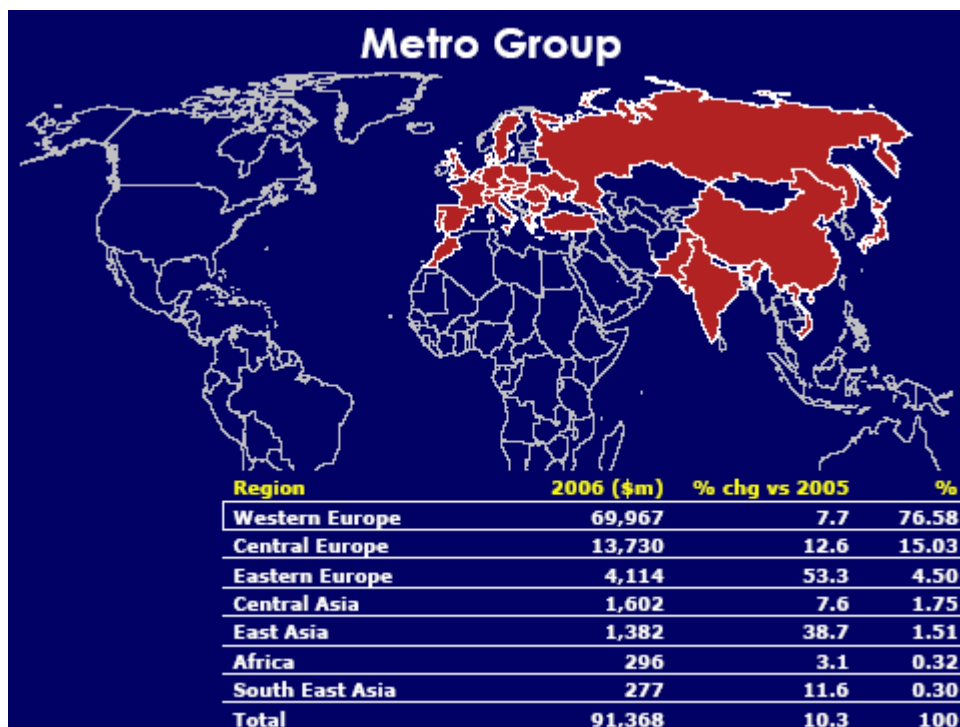 Metro Group
Region 2006 ($m) % chg vs 2005 %
Western Europe 69,967 7.7 76.58
Central Europe 13,730 12.6 15.03
Eastern Europe 4,114 53.3 4.50
Central Asia 1,602 7.6 1.75
East Asia 1,382 38.7 1.51
Africa 296 3.1 0.32
South East Asia 277 11.6 0.30
Total 91,368 10.3 100